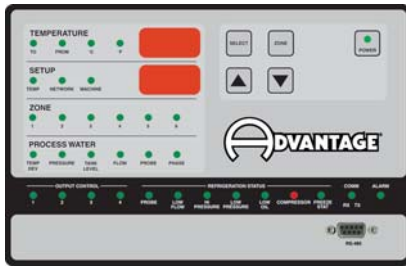 TEMPERATURE
TO FROM °C F
SETUP
TEMP NETWORK MACHINE
ZONE
1 2 3 4 5 6
PROCESS WATER
TEMP DEV PRESSURE TANK LEVEL FLOW PROBE PHASE
SELECT ZONE POWER
ADVANTAGE
OUTPUT CONTROL REFRIGERATION STATUS COMM ALARM
1 2 3 4 PROBE LOW FLOW HI PRESSURE LOW PRESSURE LOW OIL COMPRESSOR FREEZE STAT RX TX
RS-485